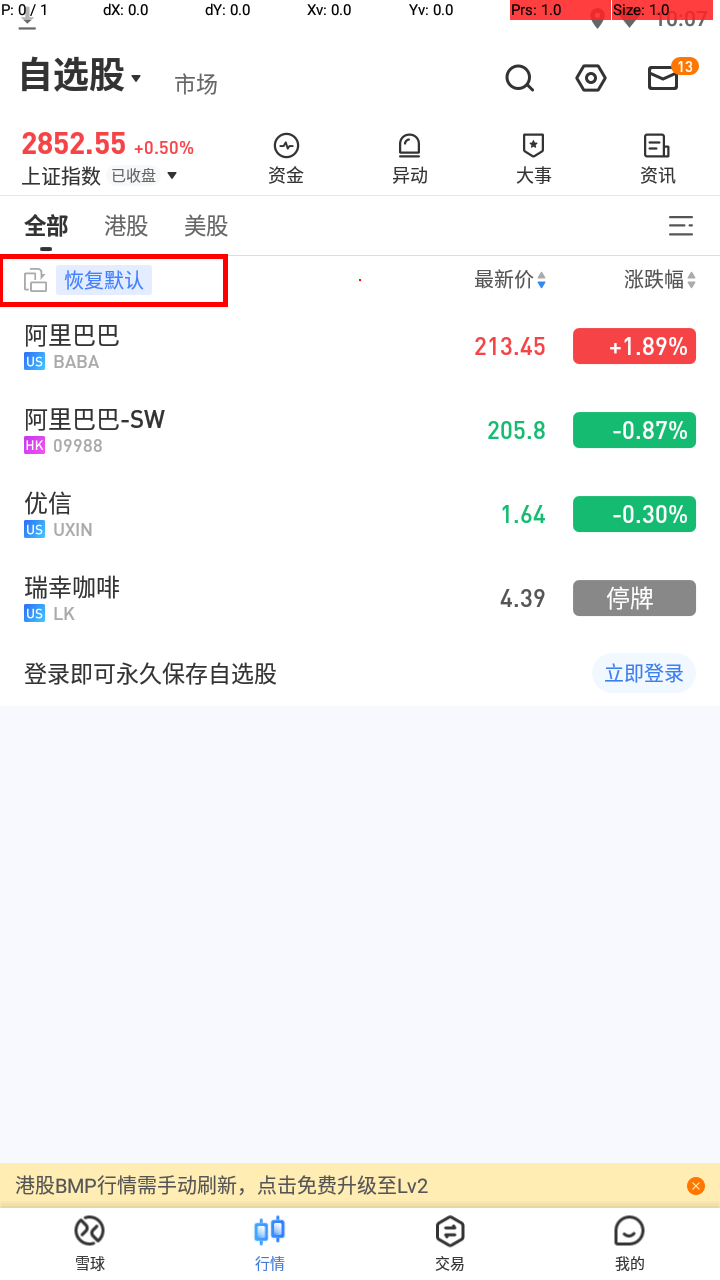 P: 0 / 1 dX: 0.0 dY: 0.0 Xv: 0.0 Yv: 0.0 Prs: 1.0 Size: 1.0
10:07
自选股 市场 13
2852.55 +0.50%
上证指数 已收盘 资金 异动 大事 资讯
全部 港股 美股
恢复默认 最新价 涨跌幅
阿里巴巴
US BABA 213.45 +1.89%
阿里巴巴-SW
HK 09988 205.8 -0.87%
优信
US UXIN 1.64 -0.30%
瑞幸咖啡
US LK 4.39 停牌
登录即可永久保存自选股 立即登录
港股BMP行情需手动刷新，点击免费升级至Lv2
雪球 行情 交易 我的